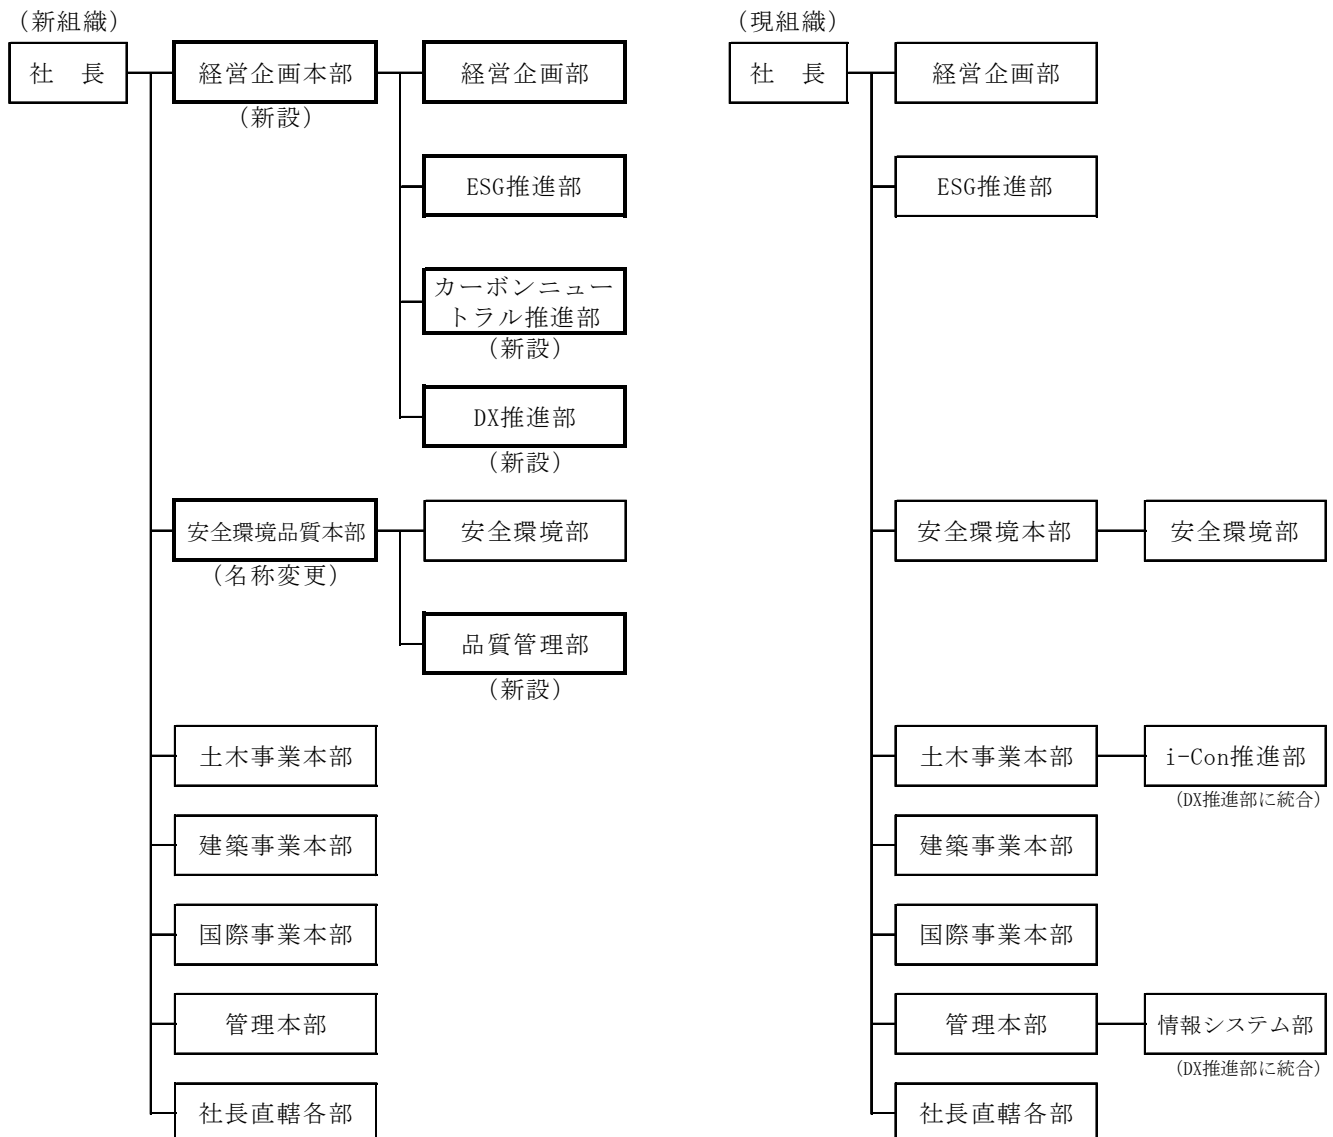 (新組織)
社　長
経営企画本部
(新設)
経営企画部
ESG推進部
カーボンニュー
トラル推進部
(新設)
DX推進部
(新設)
安全環境品質本部
(名称変更)
安全環境部
品質管理部
(新設)
土木事業本部
建築事業本部
国際事業本部
管理本部
社長直轄各部
(現組織)
社　長
経営企画部
ESG推進部
安全環境本部
安全環境部
土木事業本部
i-Con推進部
(DX推進部に統合)
建築事業本部
国際事業本部
管理本部
情報システム部
(DX推進部に統合)
社長直轄各部